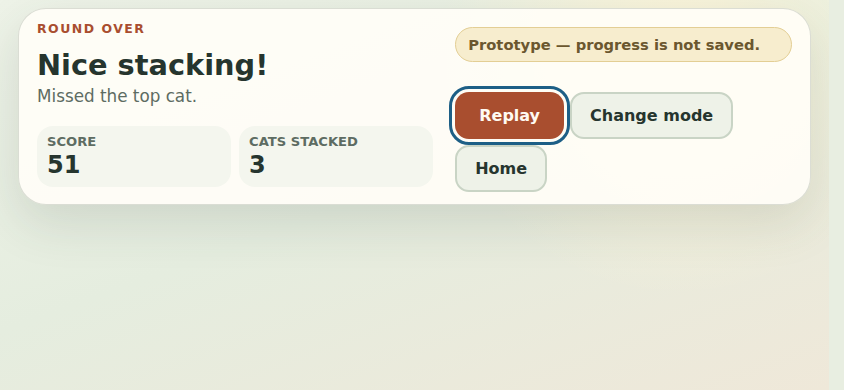 ROUND OVER
Nice stacking!
Missed the top cat.
SCORE
51
CATS STACKED
3
Prototype — progress is not saved.
Replay
Change mode
Home